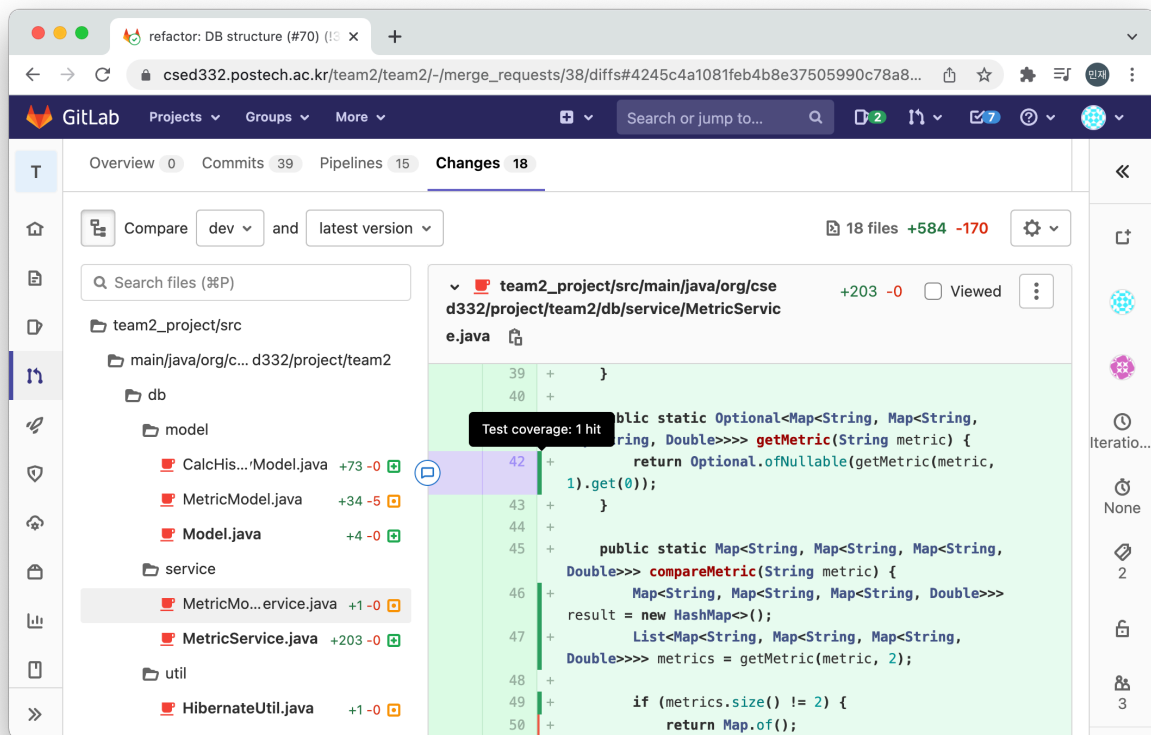 refactor: DB structure (#70) (!3
csed332.postech.ac.kr/team2/team2/-/merge_requests/38/diffs#4245c4a1081feb4b8e37505990c78a8...
민재
GitLab
Projects
Groups
More
Search or jump to...
2
7
T
Overview 0
Commits 39
Pipelines 15
Changes 18
Compare dev and latest version
18 files +584 -170
Search files (⌘P)
team2_project/src
main/java/org/c... d332/project/team2
db
model
CalcHis...Model.java +73 -0
MetricModel.java +34 -5
Model.java +4 -0
service
MetricMo...ervice.java +1 -0
MetricService.java +203 -0
util
HibernateUtil.java +1 -0
team2_project/src/main/java/org/cse
d332/project/team2/db/service/MetricServic
e.java
+203 -0
Viewed
39 + }
40 +
ublic static Optional<Map<String, Map<String,
tring, Double>>>> getMetric(String metric) {
Test coverage: 1 hit
42 + return Optional.ofNullable(getMetric(metric,
1).get(0));
43 + }
44 +
45 + public static Map<String, Map<String, Map<String,
Double>>> compareMetric(String metric) {
46 + Map<String, Map<String, Map<String, Double>>>
result = new HashMap<>();
47 + List<Map<String, Map<String, Map<String,
Double>>>> metrics = getMetric(metric, 2);
48 +
49 + if (metrics.size() != 2) {
50 + return Map.of();
Iteratio...
None
2
3